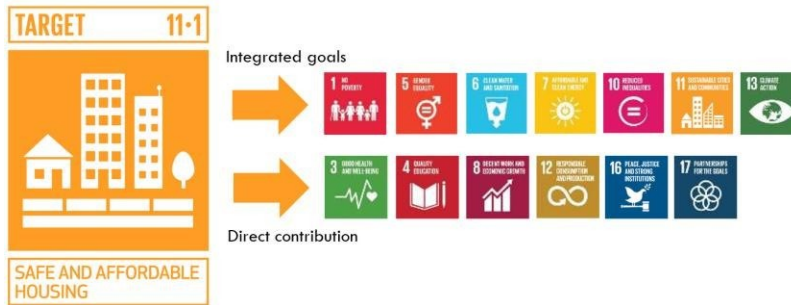 TARGET 11·1
Integrated goals
1 NO POVERTY
5 GENDER EQUALITY
6 CLEAN WATER AND SANITATION
7 AFFORDABLE AND CLEAN ENERGY
10 REDUCED INEQUALITIES
11 SUSTAINABLE CITIES AND COMMUNITIES
13 CLIMATE ACTION
3 GOOD HEALTH AND WELL-BEING
4 QUALITY EDUCATION
8 DECENT WORK AND ECONOMIC GROWTH
12 RESPONSIBLE CONSUMPTION AND PRODUCTION
16 PEACE, JUSTICE AND STRONG INSTITUTIONS
17 PARTNERSHIPS FOR THE GOALS
Direct contribution
SAFE AND AFFORDABLE
HOUSING